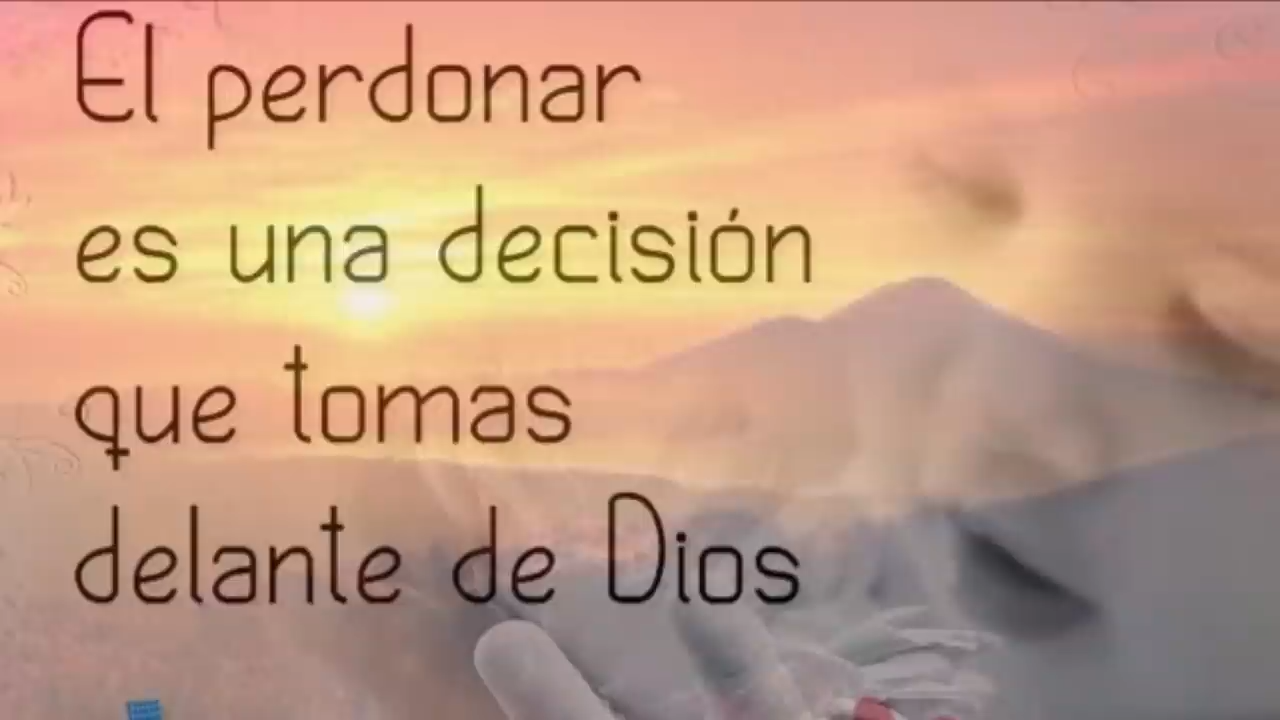 El perdonar
es una decisión
que tomas
delante de Dios